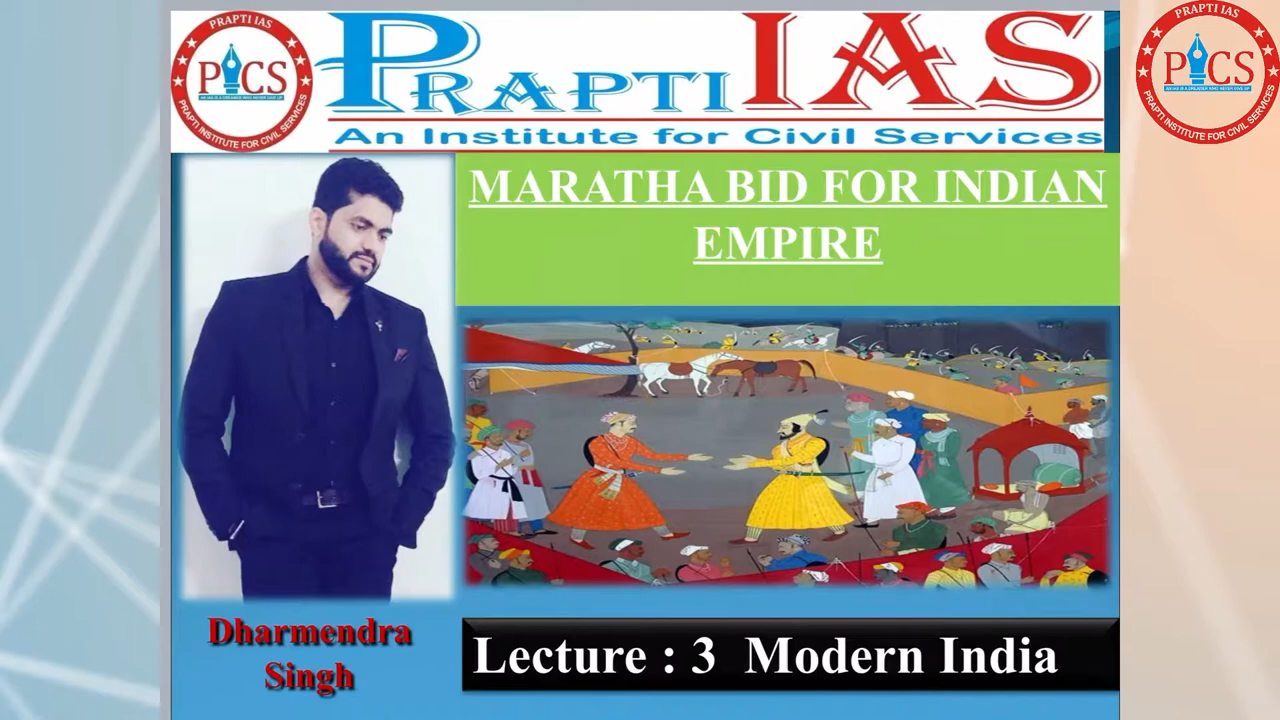 PRAPTI IAS
PICS
PRAPTI INSTITUTE FOR CIVIL SERVICES
PRAPTI IAS
An Institute for Civil Services
PRAPTI IAS
PICS
PRAPTI INSTITUTE FOR CIVIL SERVICES
MARATHA BID FOR INDIAN
EMPIRE
Dharmendra
Singh
Lecture : 3 Modern India